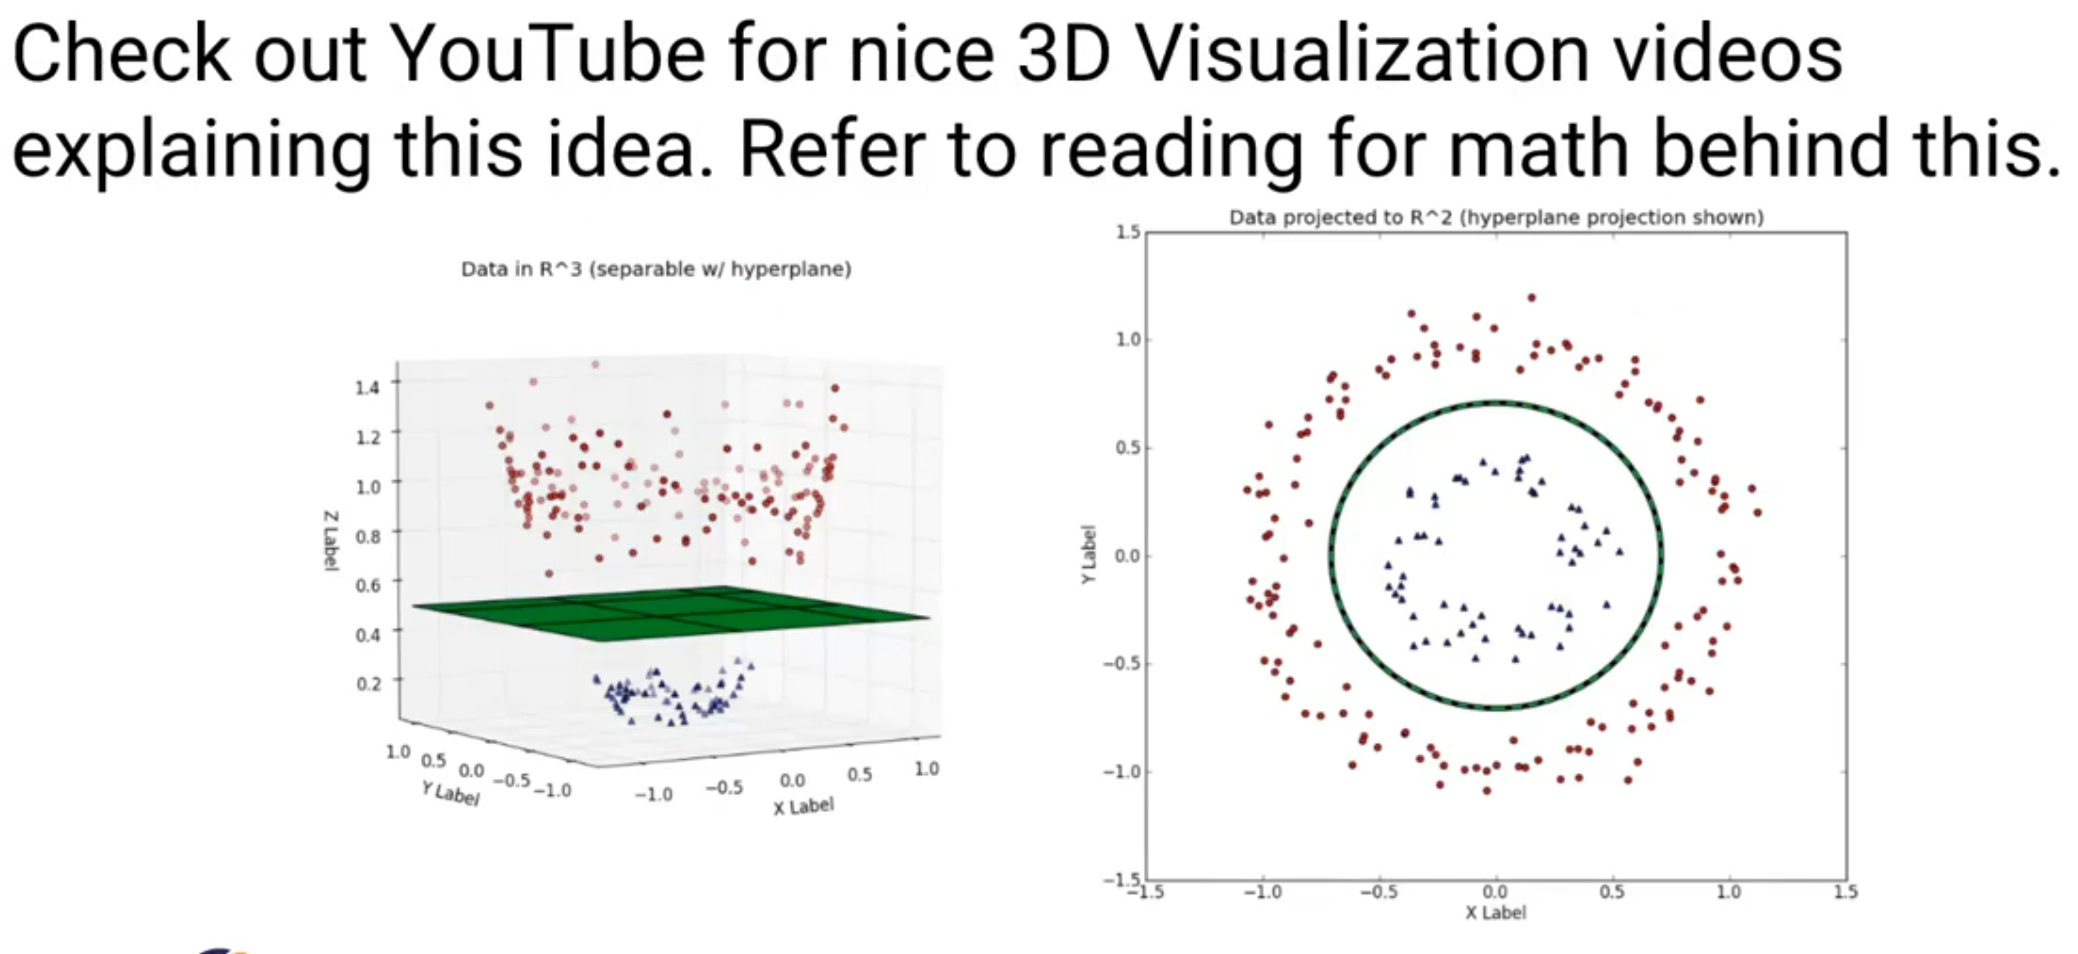 Check out YouTube for nice 3D Visualization videos
explaining this idea. Refer to reading for math behind this.
Data in R^3 (separable w/ hyperplane)
1.4
1.2
1.0
0.8
0.6
0.4
0.2
Z Label
1.0 0.5 0.0 −0.5 −1.0
Y Label
−1.0 −0.5 0.0 0.5 1.0
X Label
Data projected to R^2 (hyperplane projection shown)
1.5
1.0
0.5
0.0
−0.5
−1.0
−1.5
Y Label
−1.5 −1.0 −0.5 0.0 0.5 1.0 1.5
X Label